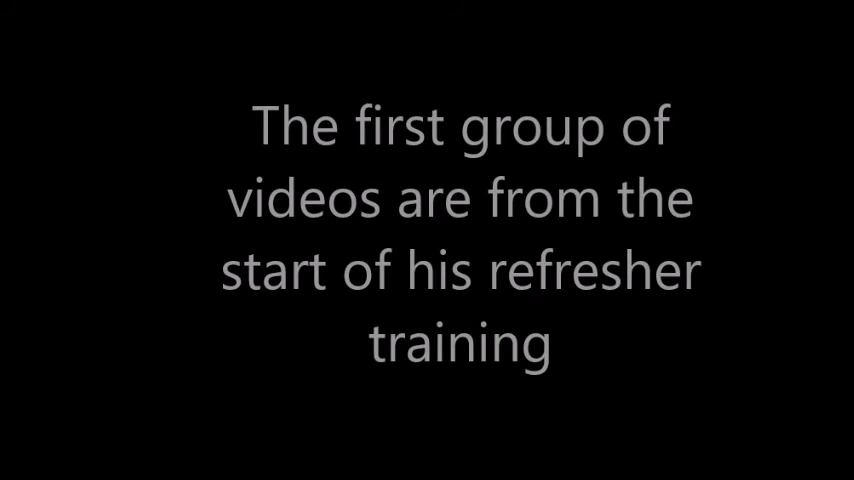 The first group of
videos are from the
start of his refresher
training